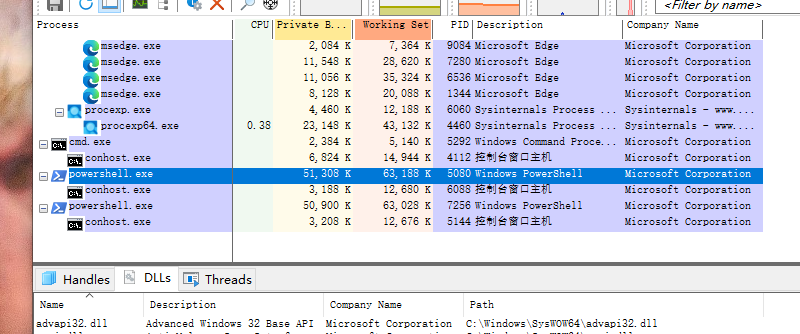 <Filter by name>
Process CPU Private B... Working Set PID Description Company Name
msedge.exe 2,084 K 7,364 K 9084 Microsoft Edge Microsoft Corporation
msedge.exe 11,548 K 28,620 K 7280 Microsoft Edge Microsoft Corporation
msedge.exe 11,056 K 35,324 K 6536 Microsoft Edge Microsoft Corporation
msedge.exe 8,128 K 20,088 K 1344 Microsoft Edge Microsoft Corporation
procexp.exe 4,460 K 12,188 K 6060 Sysinternals Process ... Sysinternals - www....
procexp64.exe 0.38 23,148 K 43,132 K 4460 Sysinternals Process ... Sysinternals - www....
cmd.exe 2,384 K 5,140 K 5292 Windows Command Proce... Microsoft Corporation
conhost.exe 6,824 K 14,944 K 4112 控制台窗口主机 Microsoft Corporation
powershell.exe 51,308 K 63,188 K 5080 Windows PowerShell Microsoft Corporation
conhost.exe 3,188 K 12,680 K 6088 控制台窗口主机 Microsoft Corporation
powershell.exe 50,900 K 63,028 K 7256 Windows PowerShell Microsoft Corporation
conhost.exe 3,208 K 12,676 K 5144 控制台窗口主机 Microsoft Corporation
Handles DLLs Threads
Name Description Company Name Path
advapi32.dll Advanced Windows 32 Base API Microsoft Corporation C:\Windows\SysWOW64\advapi32.dll